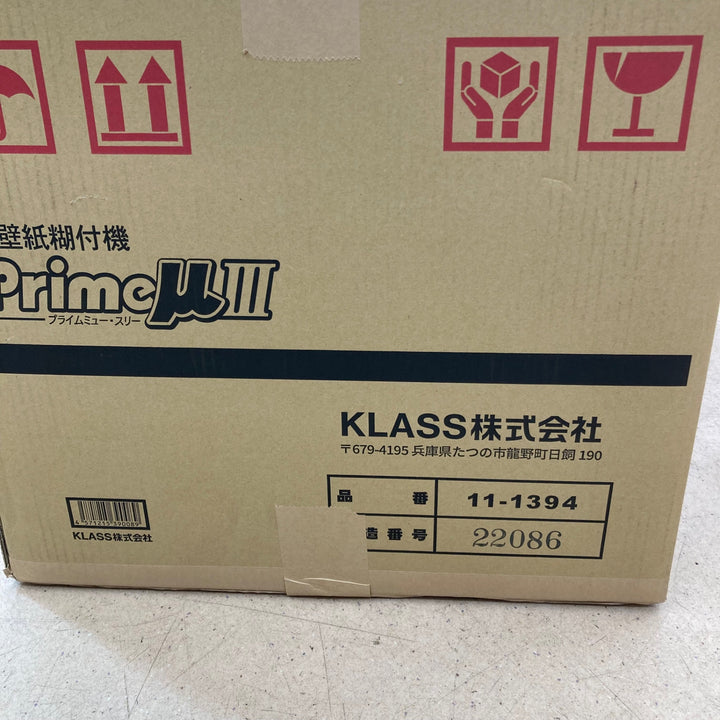 壁紙糊付機
PrimeμIII
プライムミュー・スリー
KLASS株式会社
〒679-4195 兵庫県たつの市龍野町日飼 190
品 番 11-1394
造番号 22086
KLASS株式会社